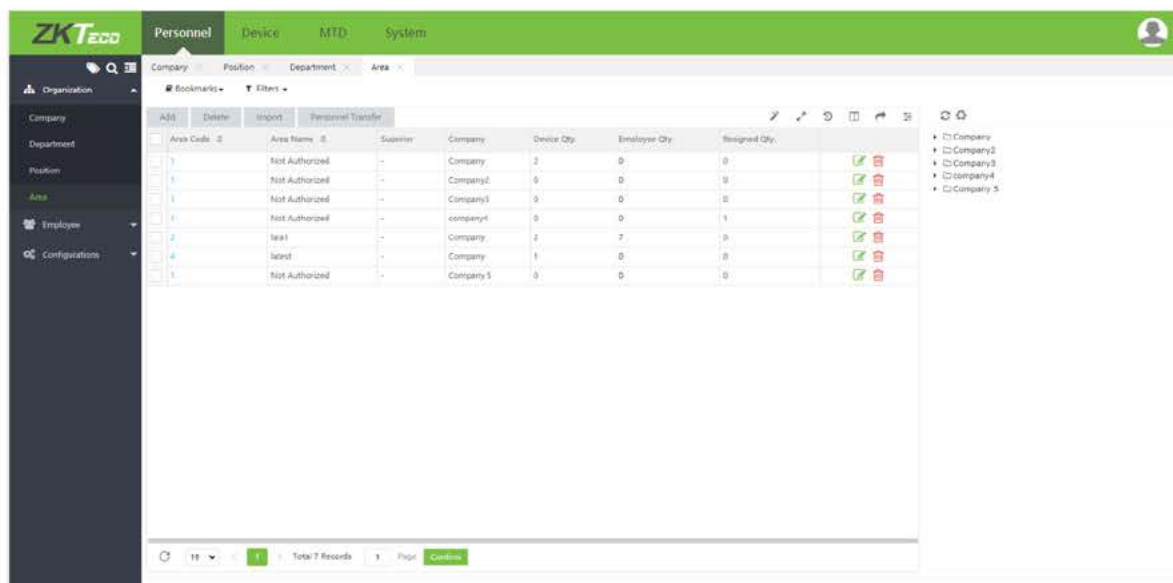 ZKTeco Personnel Device MTD System
Company Position Department Area
Organization
Bookmarks Filters
Company
Department
Position
Area
Employee
Configurations
Add Delete Import Personnel Transfer
Area Code Area Name Superior Company Device Qty. Employee Qty. Resigned Qty.
1 Not Authorized - Company 2 0 0
1 Not Authorized - Company2 0 0 0
1 Not Authorized - Company3 0 0 0
1 Not Authorized - company4 0 0 1
2 - Company 2 7 0
4 latest - Company 1 0 0
1 Not Authorized - Company 5 0 0 0
Company
Company2
Company3
company4
Company 5
1 Total 7 Records 1 Page Confirm